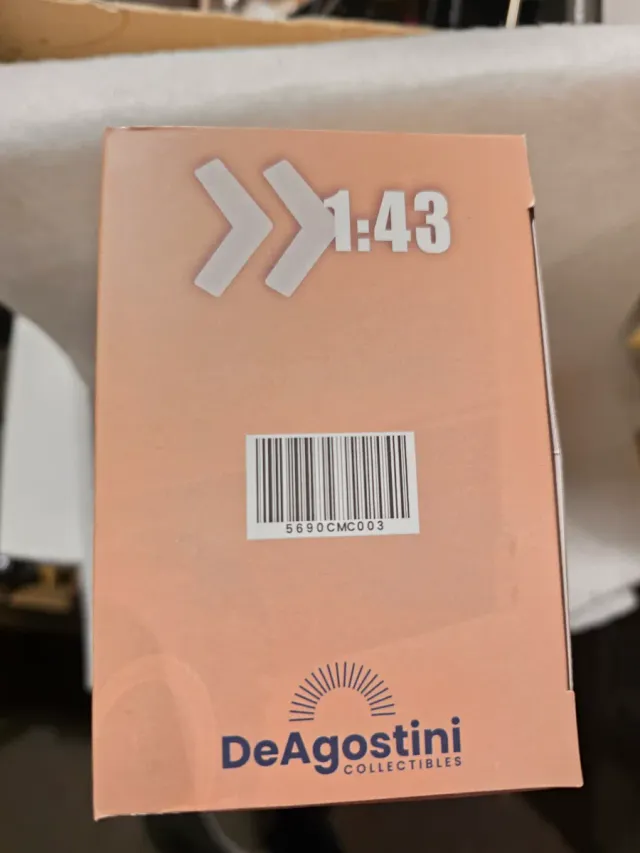 1:43
5690CMC003
DeAgostini
COLLECTIBLES